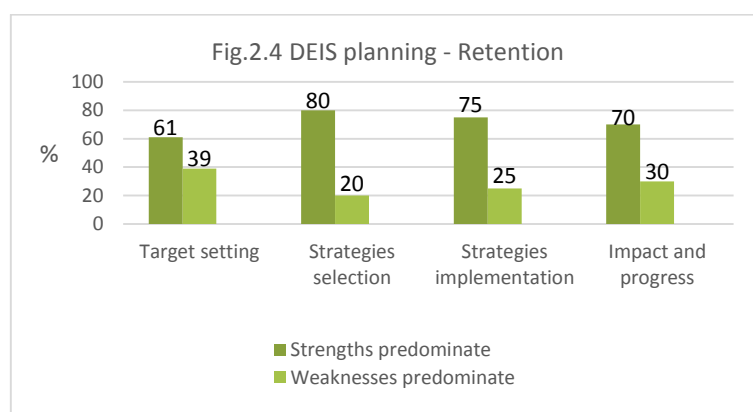 Fig.2.4 DEIS planning - Retention
100
80
60
40
20
0
%
61
39
80
20
75
25
70
30
Target setting
Strategies
selection
Strategies
implementation
Impact and
progress
Strengths predominate
Weaknesses predominate